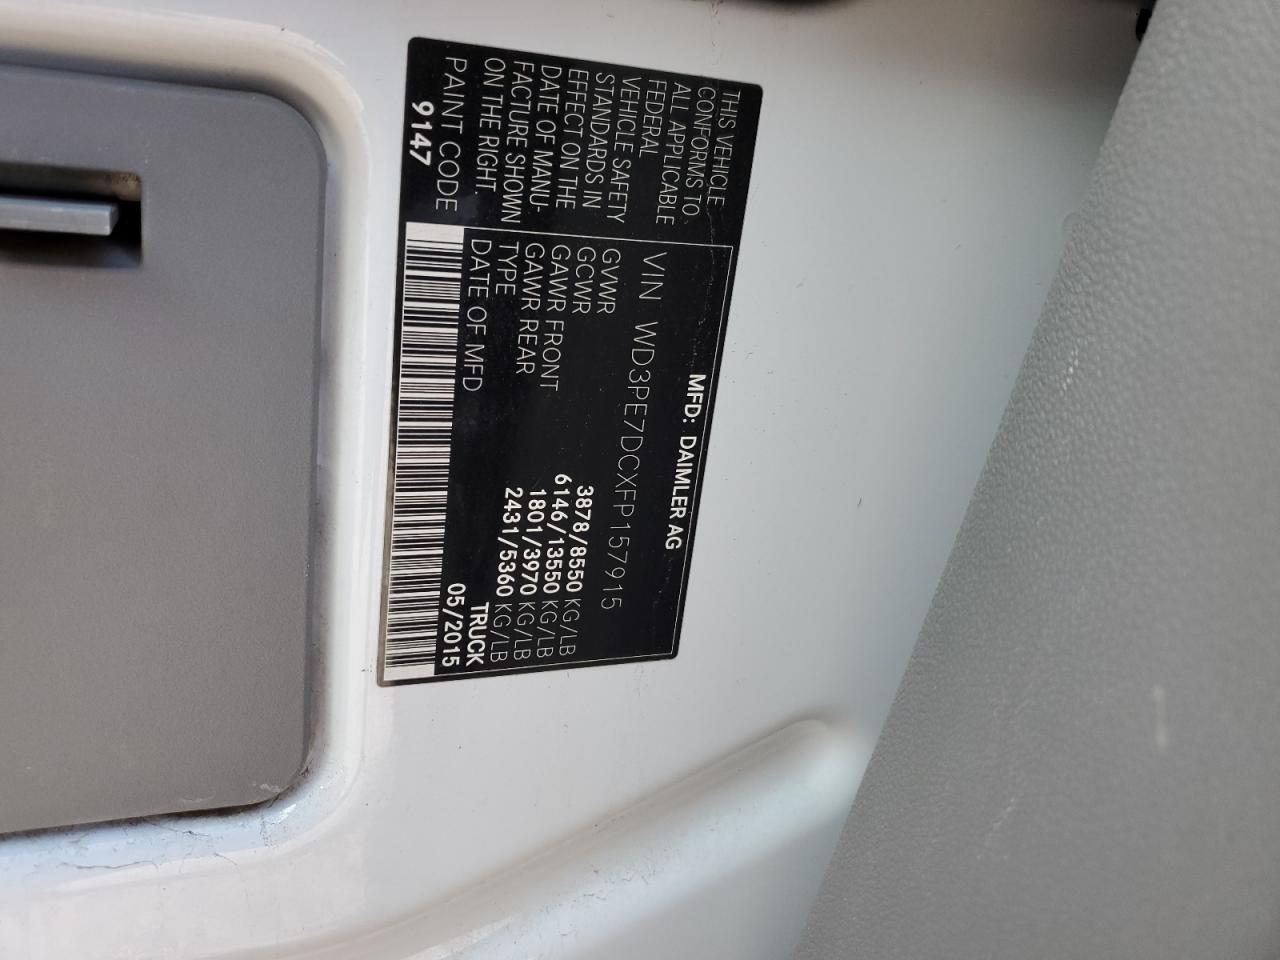 THIS VEHICLE
CONFORMS TO
ALL APPLICABLE
FEDERAL
VEHICLE SAFETY
STANDARDS IN
EFFECT ON THE
DATE OF MANU-
FACTURE SHOWN
ON THE RIGHT.
PAINT CODE
9147
MFD: DAIMLER AG
VIN WD3PE7DCXFP157915
GVWR 3878/8550 KG/LB
GCWR 6146/13550 KG/LB
GAWR FRONT 1801/3970 KG/LB
GAWR REAR 2431/5360 KG/LB
TYPE TRUCK
DATE OF MFD 05/2015